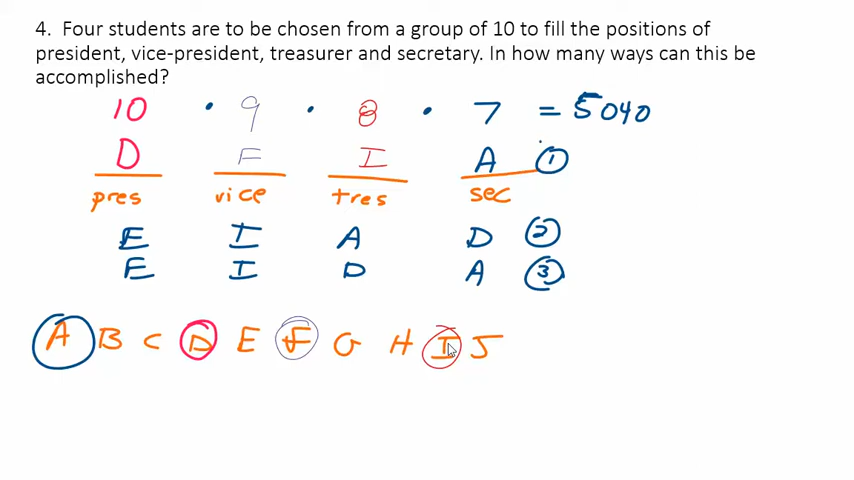 4. Four students are to be chosen from a group of 10 to fill the positions of
president, vice-president, treasurer and secretary. In how many ways can this be
accomplished?
10 • 9 • 8 • 7 = 5040
D F I A ①
pres vice tres sec
E I A D ②
E I D A ③
A B C D E F G H I J